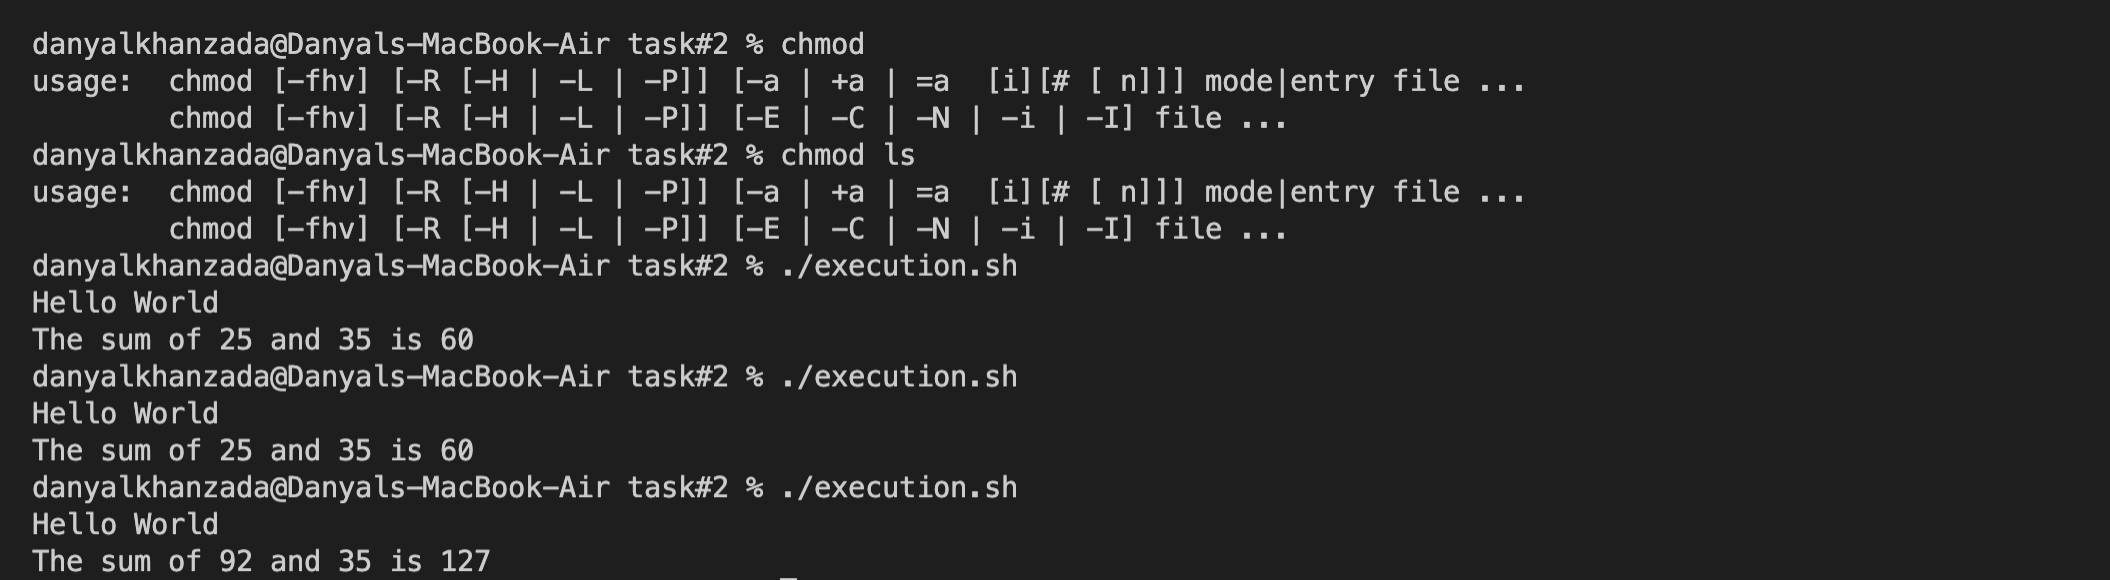 danyalkhanzada@Danyals-MacBook-Air task#2 % chmod
usage:  chmod [-fhv] [-R [-H | -L | -P]] [-a | +a | =a  [i][# [ n]]] mode|entry file ...
        chmod [-fhv] [-R [-H | -L | -P]] [-E | -C | -N | -i | -I] file ...
danyalkhanzada@Danyals-MacBook-Air task#2 % chmod ls
usage:  chmod [-fhv] [-R [-H | -L | -P]] [-a | +a | =a  [i][# [ n]]] mode|entry file ...
        chmod [-fhv] [-R [-H | -L | -P]] [-E | -C | -N | -i | -I] file ...
danyalkhanzada@Danyals-MacBook-Air task#2 % ./execution.sh
Hello World
The sum of 25 and 35 is 60
danyalkhanzada@Danyals-MacBook-Air task#2 % ./execution.sh
Hello World
The sum of 25 and 35 is 60
danyalkhanzada@Danyals-MacBook-Air task#2 % ./execution.sh
Hello World
The sum of 92 and 35 is 127